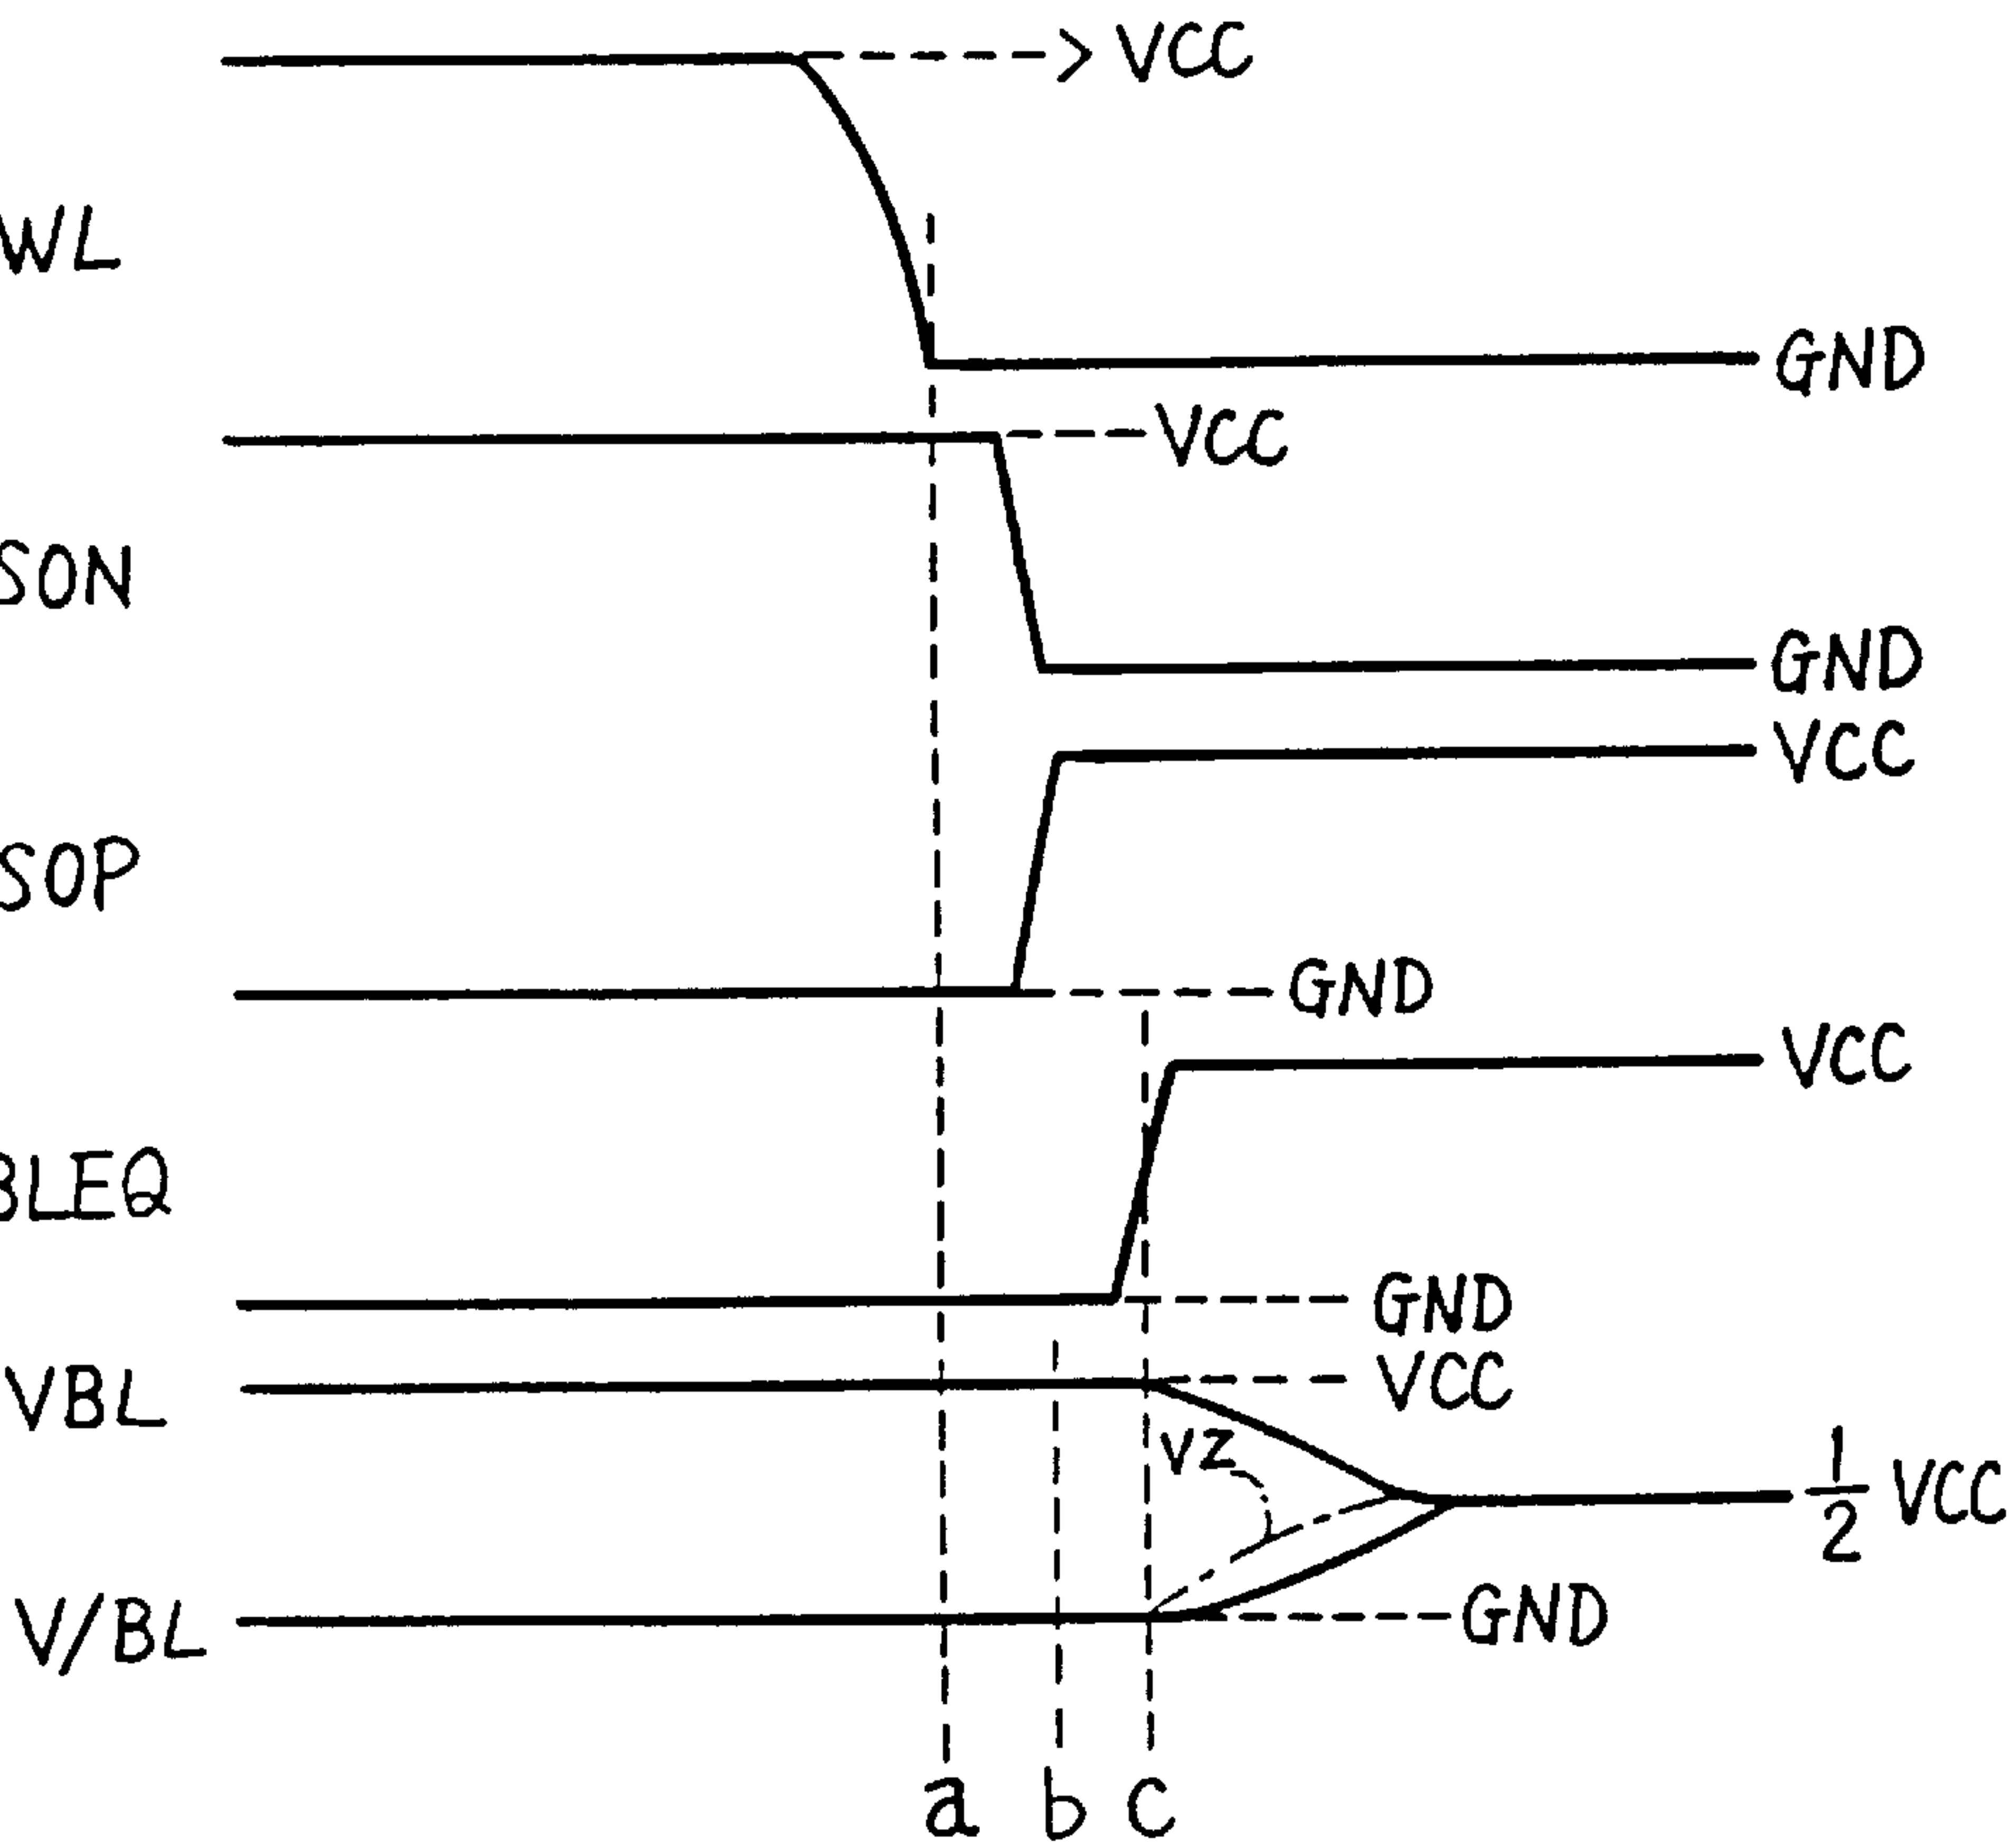 VCC
WL
GND
VCC
SON
GND
VCC
SOP
GND
VCC
BLEQ
GND
VBL
VCC
VZ
1/2 VCC
V/BL
GND
a b c